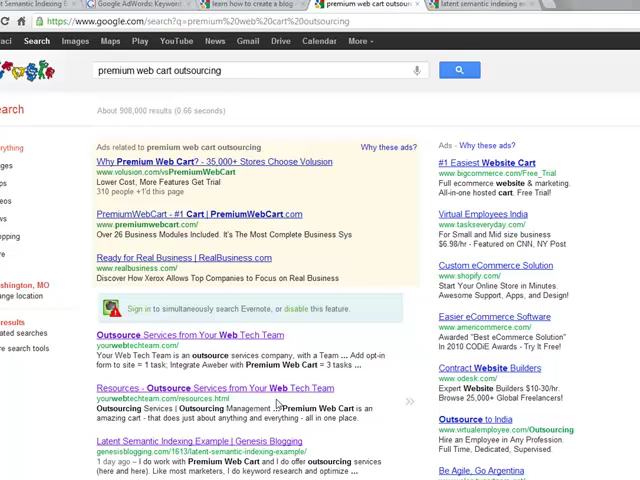 t Semantic Indexing E
Google AdWords: Keyword
learn how to create a blog
premium web cart outsour
latent semantic indexing ex
https://www.google.com/search?q=premium%20web%20cart%20outsourcing
raci Search Images Maps Play YouTube News Gmail Drive Calendar More
premium web cart outsourcing
earch
About 908,000 results (0.66 seconds)
erything
ges
ps
eos
ws
opping
re
ashington, MO
nange location
results
ated searches
re search tools
Ads related to premium web cart outsourcing
Why these ads?
Why Premium Web Cart? - 35,000+ Stores Choose Volusion
www.volusion.com/vsPremiumWebCart
Lower Cost, More Features Get Trial
310 people +1'd this page
PremiumWebCart - #1 Cart | PremiumWebCart.com
www.premiumwebcart.com/
Over 26 Business Modules Included. It's The Most Complete Business Sys
Ready for Real Business | RealBusiness.com
www.realbusiness.com/
Discover How Xerox Allows Top Companies to Focus on Real Business
Sign in to simultaneously search Evernote, or disable this feature.
Outsource Services from Your Web Tech Team
yourwebtechteam.com/
Your Web Tech Team is an outsource services company, with a Team ... Add opt-in
form to site = 1 task; Integrate Aweber with Premium Web Cart = 3 tasks ...
Resources - Outsource Services from Your Web Tech Team
yourwebtechteam.com/resources.html
Outsourcing Services | Outsourcing Management ... Premium Web Cart is an
amazing cart - that does just about anything and everything - all in one place.
Latent Semantic Indexing Example | Genesis Blogging
genesisblogging.com/1613/latent-semantic-indexing-example/
1 day ago – I do work with Premium Web Cart and I do offer outsourcing services
(here and here). Like most marketers, I do keyword research and optimize ...
Ads - Why these ads?
#1 Easiest Website Cart
www.bigcommerce.com/Free_Trial
Full ecommerce website & marketing.
All-in-one hosted cart. Free Trial!
Virtual Employees India
www.taskseveryday.com/
For Small and Mid size business
$6.98/hr - Featured on CNN, NY Post
Custom eCommerce Solution
www.shopify.com/
Start Your Online Store in Minutes.
Awesome Support, Apps, and Design!
Easier eCommerce Software
www.americommerce.com/
Awarded "Best eCommerce Solution"
In 2010 CODiE Awards - Try It Free!
Contract Website Builders
www.odesk.com/
Expert Website Builders $10-30/hr.
Browse 25,000+ Global Freelancers!
Outsource to India
www.virtualemployee.com/Outsourcing
Hire an Employee in Any Profession.
Full Time, Dedicated, Supervised.
Be Agile, Go Argentina